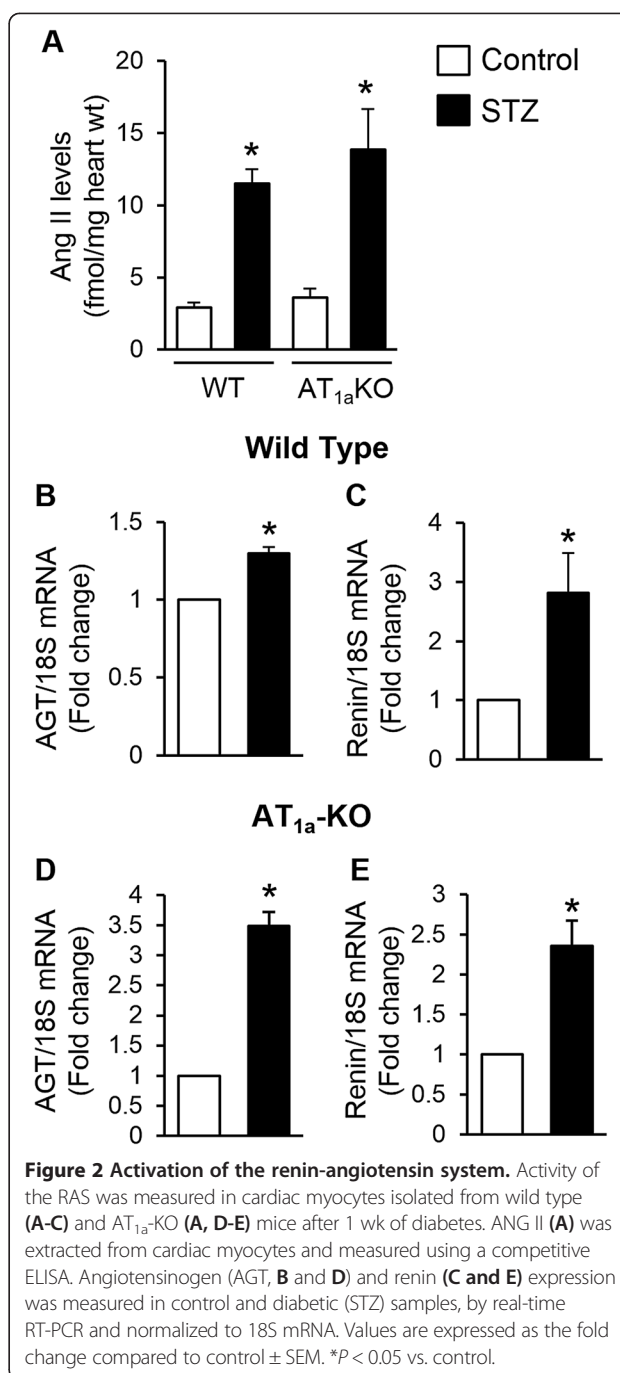 A
Control
STZ
Ang II levels
(fmol/mg heart wt)
20
15
10
5
0
*
*
WT
AT1aKO
Wild Type
B
AGT/18S mRNA
(Fold change)
1.5
1
0.5
0
*
C
Renin/18S mRNA
(Fold change)
4
3
2
1
0
*
AT1a-KO
D
AGT/18S mRNA
(Fold change)
4
3.5
3
2.5
2
1.5
1
0.5
0
*
E
Renin/18S mRNA
(Fold change)
3
2.5
2
1.5
1
0.5
0
*
Figure 2 Activation of the renin-angiotensin system. Activity of
the RAS was measured in cardiac myocytes isolated from wild type
(A-C) and AT1a-KO (A, D-E) mice after 1 wk of diabetes. ANG II (A) was
extracted from cardiac myocytes and measured using a competitive
ELISA. Angiotensinogen (AGT, B and D) and renin (C and E) expression
was measured in control and diabetic (STZ) samples, by real-time
RT-PCR and normalized to 18S mRNA. Values are expressed as the fold
change compared to control ± SEM. *P < 0.05 vs. control.